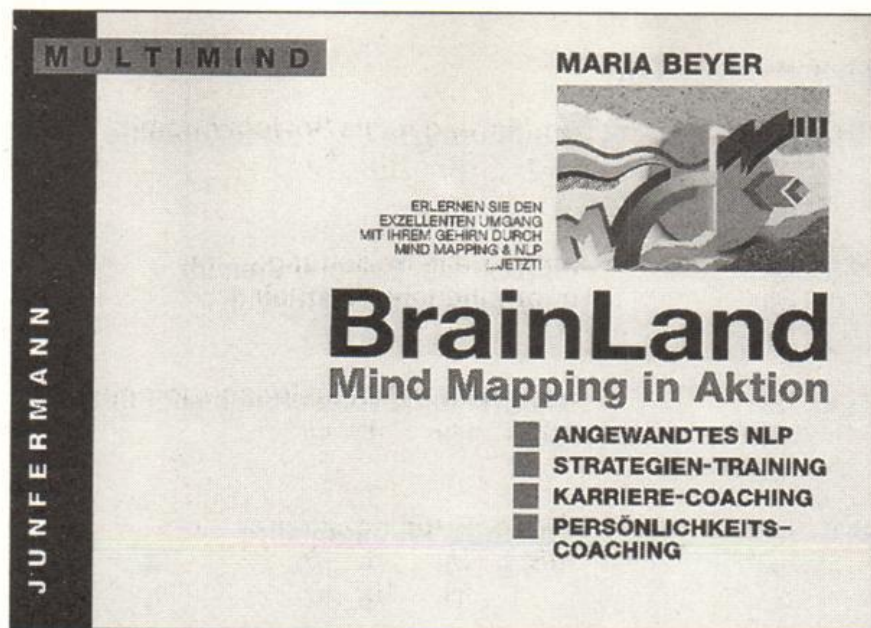 MULTIMIND
MARIA BEYER
ERLERNEN SIE DEN
EXZELLENTEN UMGANG
MIT IHREM GEHIRN DURCH
MIND MAPPING & NLP
...JETZT!
BrainLand
Mind Mapping in Aktion
ANGEWANDTES NLP
STRATEGIEN-TRAINING
KARRIERE-COACHING
PERSÖNLICHKEITS-
COACHING
JUNFERMANN